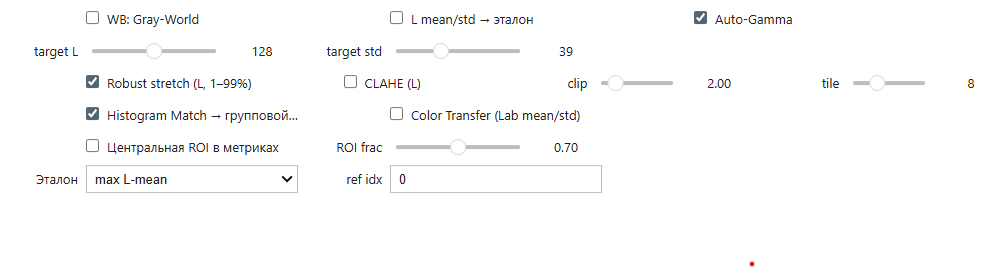 WB: Gray-World L mean/std → эталон Auto-Gamma
target L 128 target std 39
Robust stretch (L, 1–99%) CLAHE (L) clip 2.00 tile 8
Histogram Match → групповой... Color Transfer (Lab mean/std)
Центральная ROI в метриках ROI frac 0.70
Эталон max L-mean ref idx 0